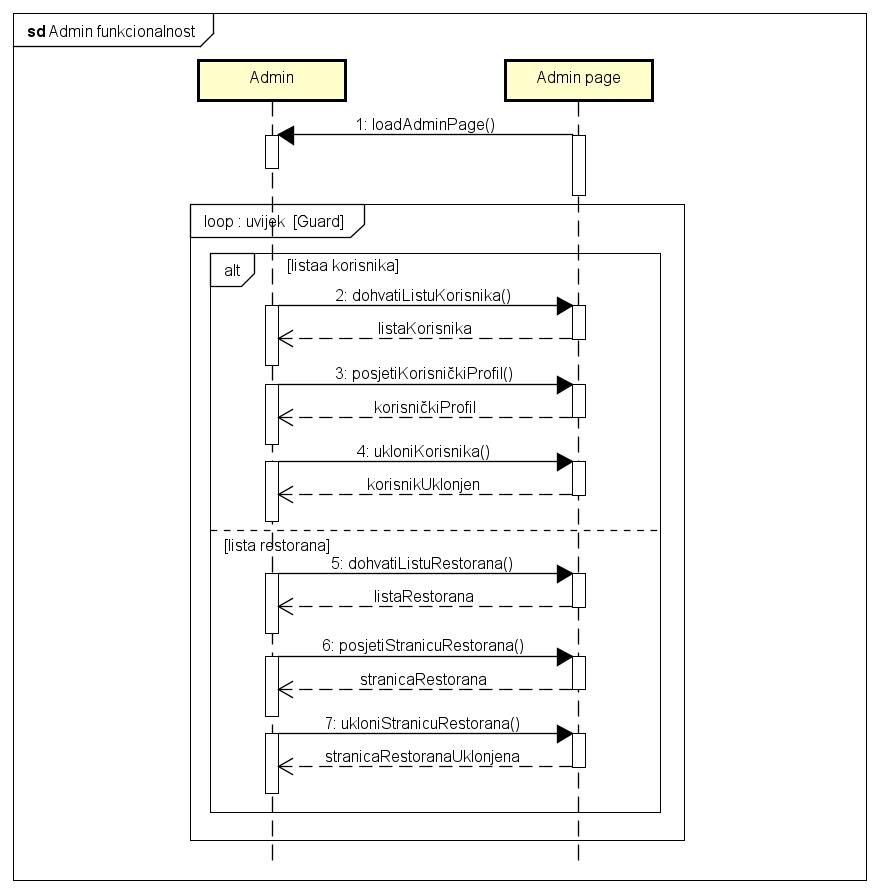 sd Admin funkcionalnost
Admin
Admin page
1: loadAdminPage()
loop : uvijek [Guard]
alt
[listaa korisnika]
2: dohvatiListuKorisnika()
listaKorisnika
3: posjetiKorisničkiProfil()
korisničkiProfil
4: ukloniKorisnika()
korisnikUklonjen
[lista restorana]
5: dohvatiListuRestorana()
listaRestorana
6: posjetiStranicuRestorana()
stranicaRestorana
7: ukloniStranicuRestorana()
stranicaRestoranaUklonjena